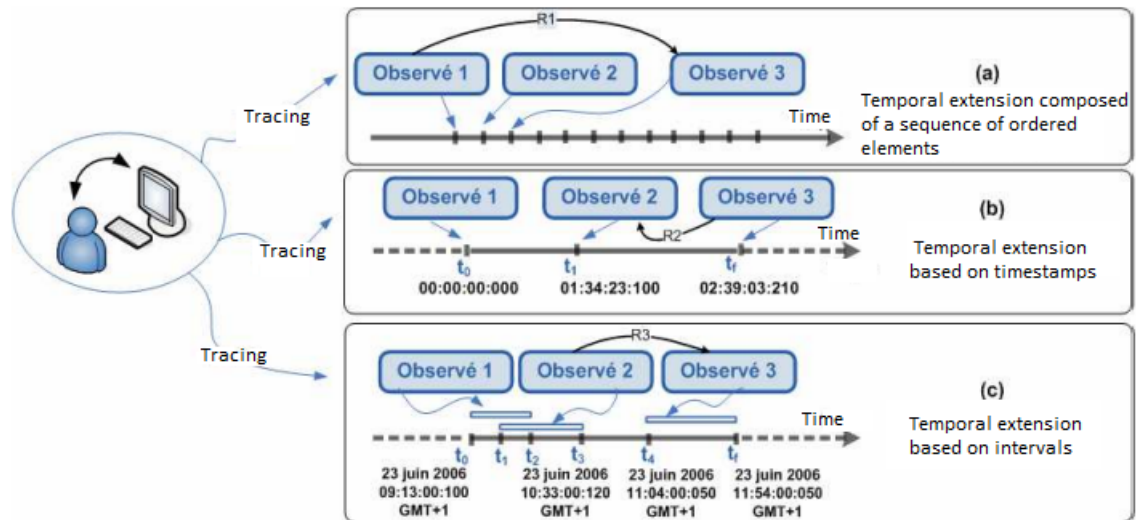 R1
Observé 1
Observé 2
Observé 3
Time
Tracing
(a)
Temporal extension composed
of a sequence of ordered
elements
Observé 1
Observé 2
Observé 3
R2
Time
Tracing
t0
t1
tf
00:00:00:000
01:34:23:100
02:39:03:210
(b)
Temporal extension
based on timestamps
R3
Observé 1
Observé 2
Observé 3
Time
Tracing
t0
t1
t2
t3
t4
tf
23 juin 2006
09:13:00:100
GMT+1
23 juin 2006
10:33:00:120
GMT+1
23 juin 2006
11:04:00:050
GMT+1
23 juin 2006
11:54:00:050
GMT+1
(c)
Temporal extension
based on intervals